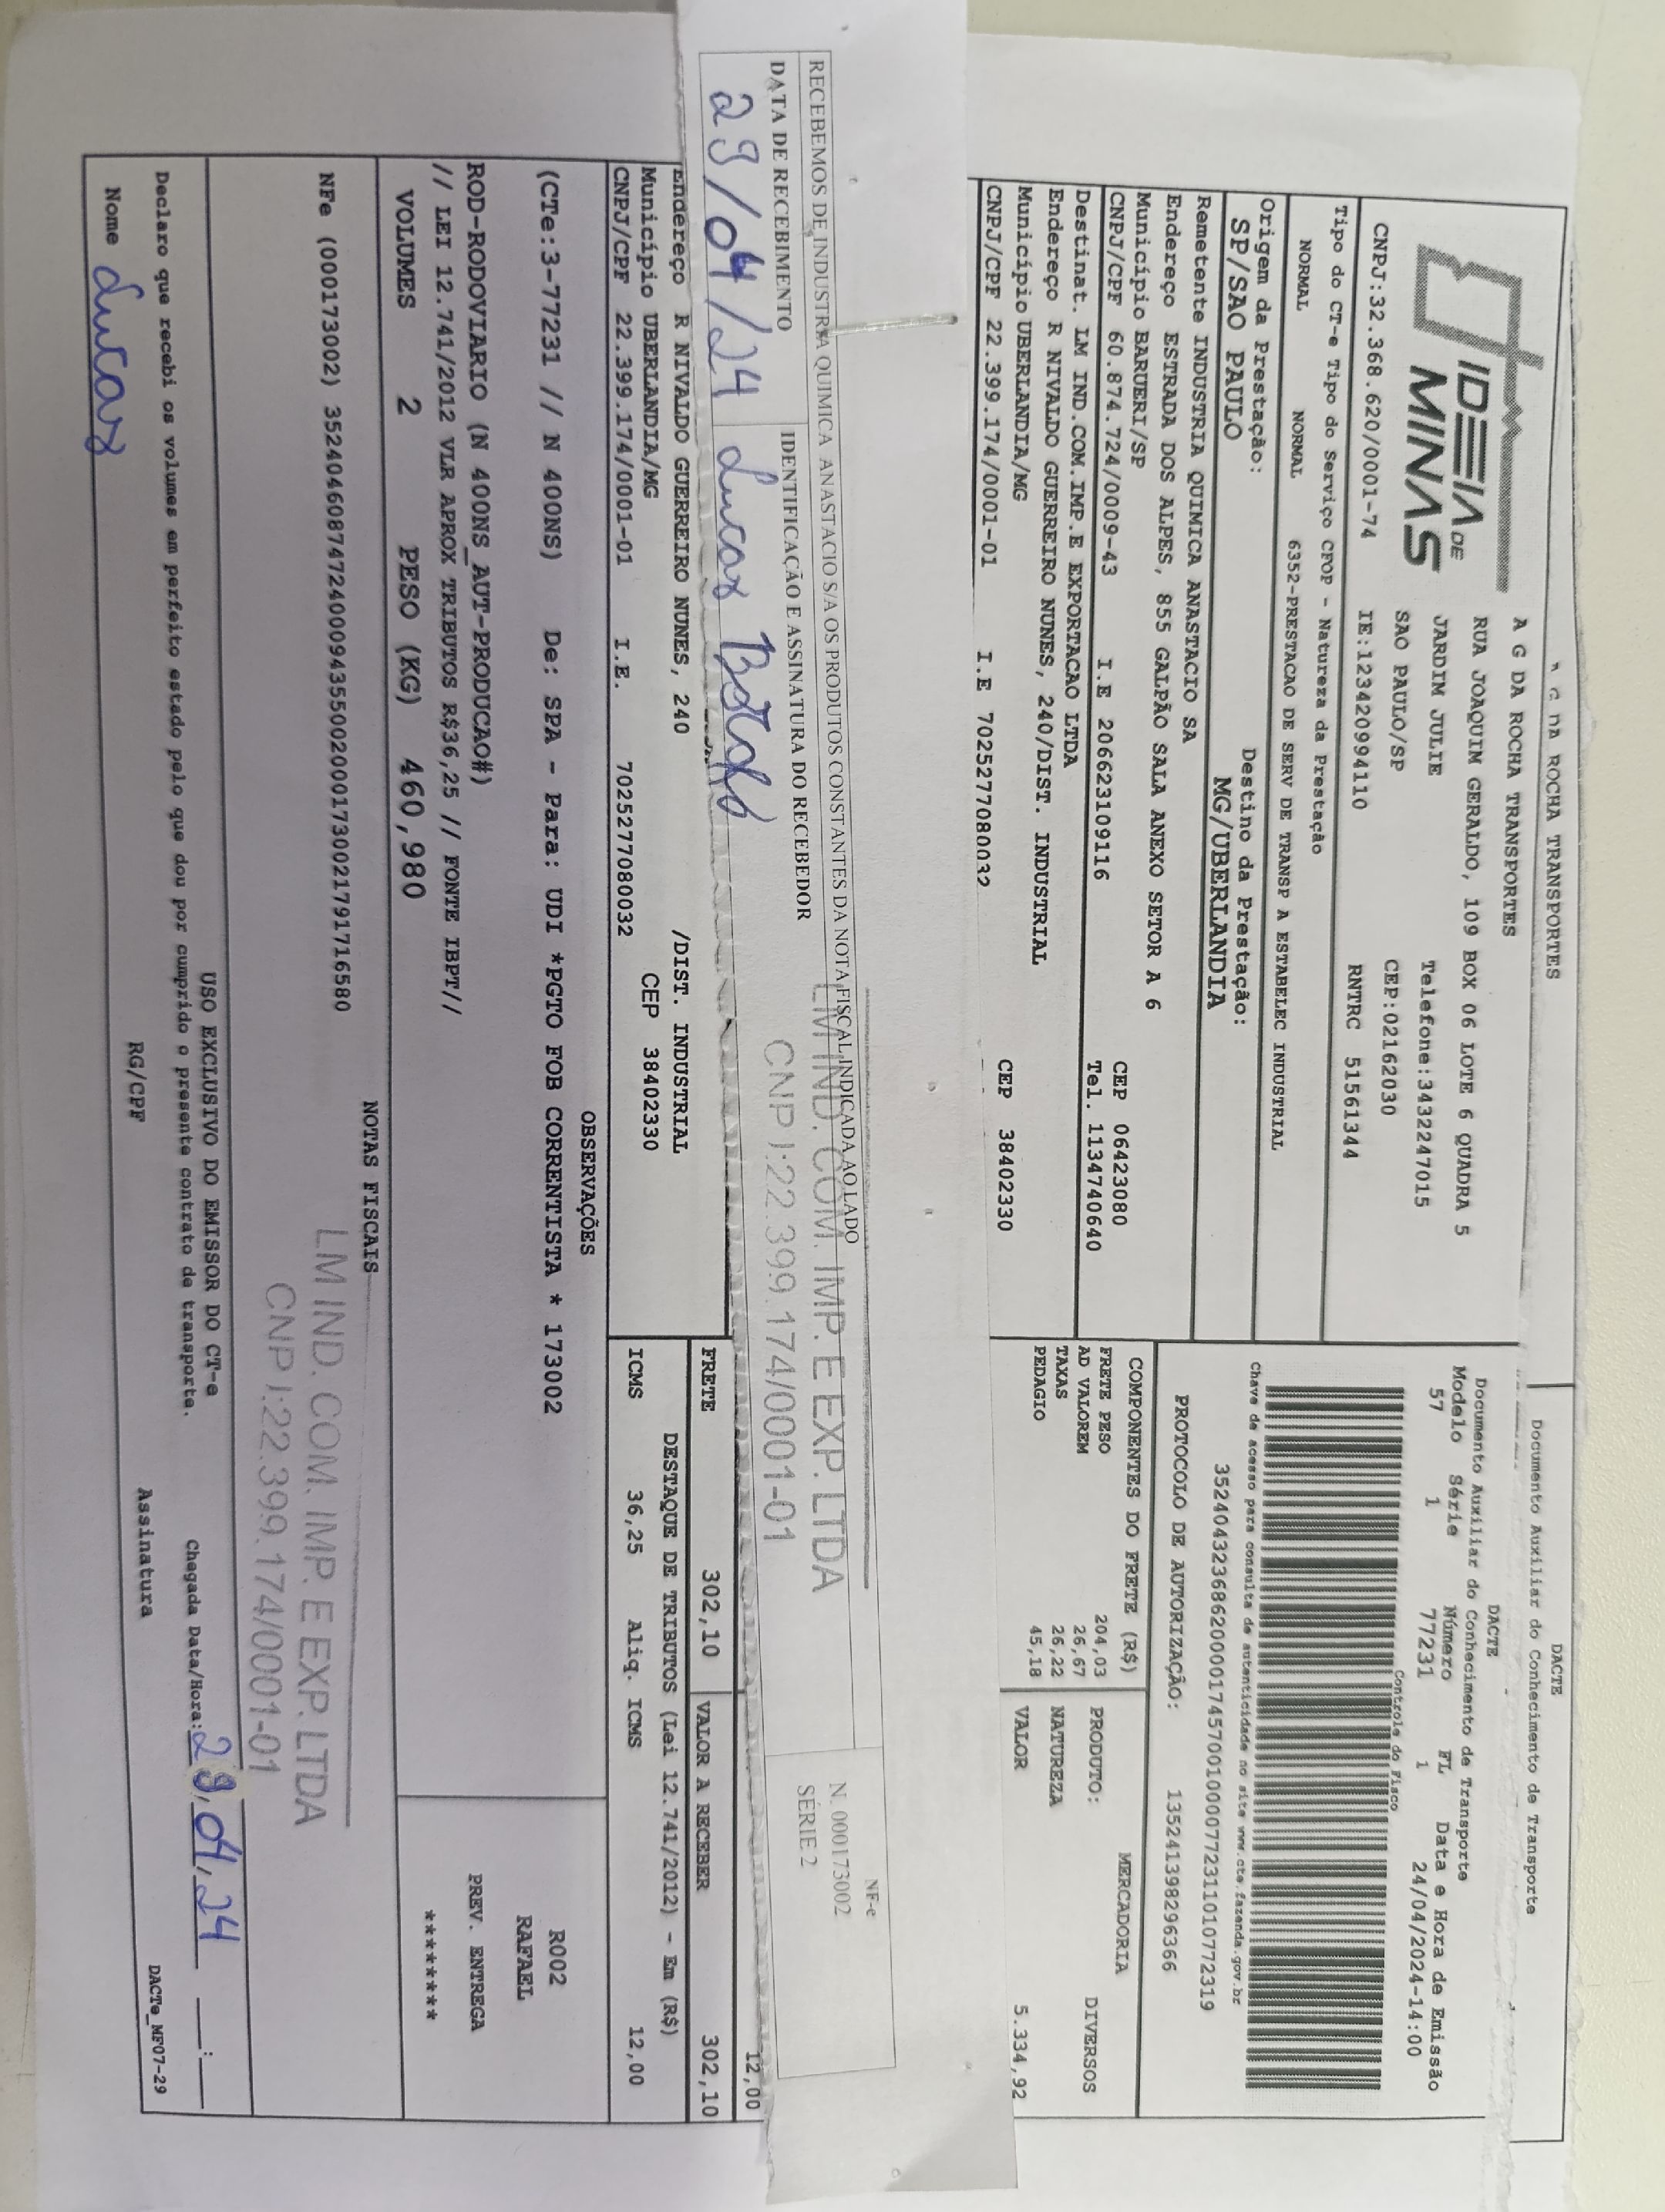 A G DA ROCHA TRANSPORTES
DACTE
Documento Auxiliar do Conhecimento de Transporte
IDEIA DE
MINAS
A G DA ROCHA TRANSPORTES
RUA JOAQUIM GERALDO, 109 BOX 06 LOTE 6 QUADRA 5
JARDIM JULIE
Telefone:3432247015
SAO PAULO/SP
CEP:02162030
CNPJ:32.368.620/0001-74 IE:123420994110 RNTRC 51561344
DACTE
Documento Auxiliar do Conhecimento de Transporte
Modelo Série Número FL Data e Hora de Emissão
57 1 77231 1 24/04/2024-14:00
Controle do Fisco
Tipo do CT-e Tipo do Serviço CFOP - Natureza da Prestação
NORMAL NORMAL 6352-PRESTACAO DE SERV DE TRANSP A ESTABELEC INDUSTRIAL
Chave de acesso para consulta de autenticidade no site www.cte.fazenda.gov.br
35240432368620000174570010000772311010772319
Origem da Prestação: Destino da Prestação:
SP/SAO PAULO MG/UBERLANDIA
PROTOCOLO DE AUTORIZAÇÃO: 135241398296366
Remetente INDUSTRIA QUIMICA ANASTACIO SA
Endereço ESTRADA DOS ALPES, 855 GALPÃO SALA ANEXO SETOR A 6
Município BARUERI/SP CEP 06423080
CNPJ/CPF 60.874.724/0009-43 I.E 206623109116 Tel. 1134740640
COMPONENTES DO FRETE (R$)
FRETE PESO 204,03
AD VALOREM 26,67
TAXAS 26,22
PEDAGIO 45,18
MERCADORIA
PRODUTO: DIVERSOS
NATUREZA
VALOR 5.334,92
Destinat. LM IND.COM.IMP.E EXPORTACAO LTDA
Endereço R NIVALDO GUERREIRO NUNES, 240/DIST. INDUSTRIAL
Município UBERLANDIA/MG CEP 38402330
CNPJ/CPF 22.399.174/0001-01 I.E 7025277080032
RECEBEMOS DE INDUSTRIA QUIMICA ANASTACIO S/A OS PRODUTOS CONSTANTES DA NOTA FISCAL INDICADA AO LADO
NF-e
N. 000173002
SÉRIE 2
DATA DE RECEBIMENTO IDENTIFICAÇÃO E ASSINATURA DO RECEBEDOR
29/04/24 Lucas
LM IND. COM. IMP. E EXP. LTDA
CNPJ:22.399.174/0001-01
12,00
Endereço R NIVALDO GUERREIRO NUNES, 240 /DIST. INDUSTRIAL
Município UBERLANDIA/MG CEP 38402330
CNPJ/CPF 22.399.174/0001-01 I.E. 7025277080032
FRETE 302,10 VALOR A RECEBER 302,10
DESTAQUE DE TRIBUTOS (Lei 12.741/2012) - Em (R$)
ICMS 36,25 Aliq. ICMS 12,00
OBSERVAÇÕES
(CTe:3-77231 // N 400NS) De: SPA - Para: UDI *PGTO FOB CORRENTISTA * 173002
ROD-RODOVIARIO (N 400NS_AUT-PRODUCAO#)
// LEI 12.741/2012 VLR APROX TRIBUTOS R$36,25 // FONTE IBPT//
R002
RAFAEL
PREV. ENTREGA
********
VOLUMES 2 PESO (KG) 460,980
NOTAS FISCAIS
NFe (000173002) 35240460874724000943550020001730021791716580
LM IND. COM. IMP. E EXP. LTDA
CNPJ:22.399.174/0001-01
USO EXCLUSIVO DO EMISSOR DO CT-e
Declaro que recebi os volumes em perfeito estado pelo que dou por cumprido o presente contrato de transporte.
Chegada Data/Hora: 29,04,24 __:__
Nome Lucas RG/CPF Assinatura
DACTe_MF07-29